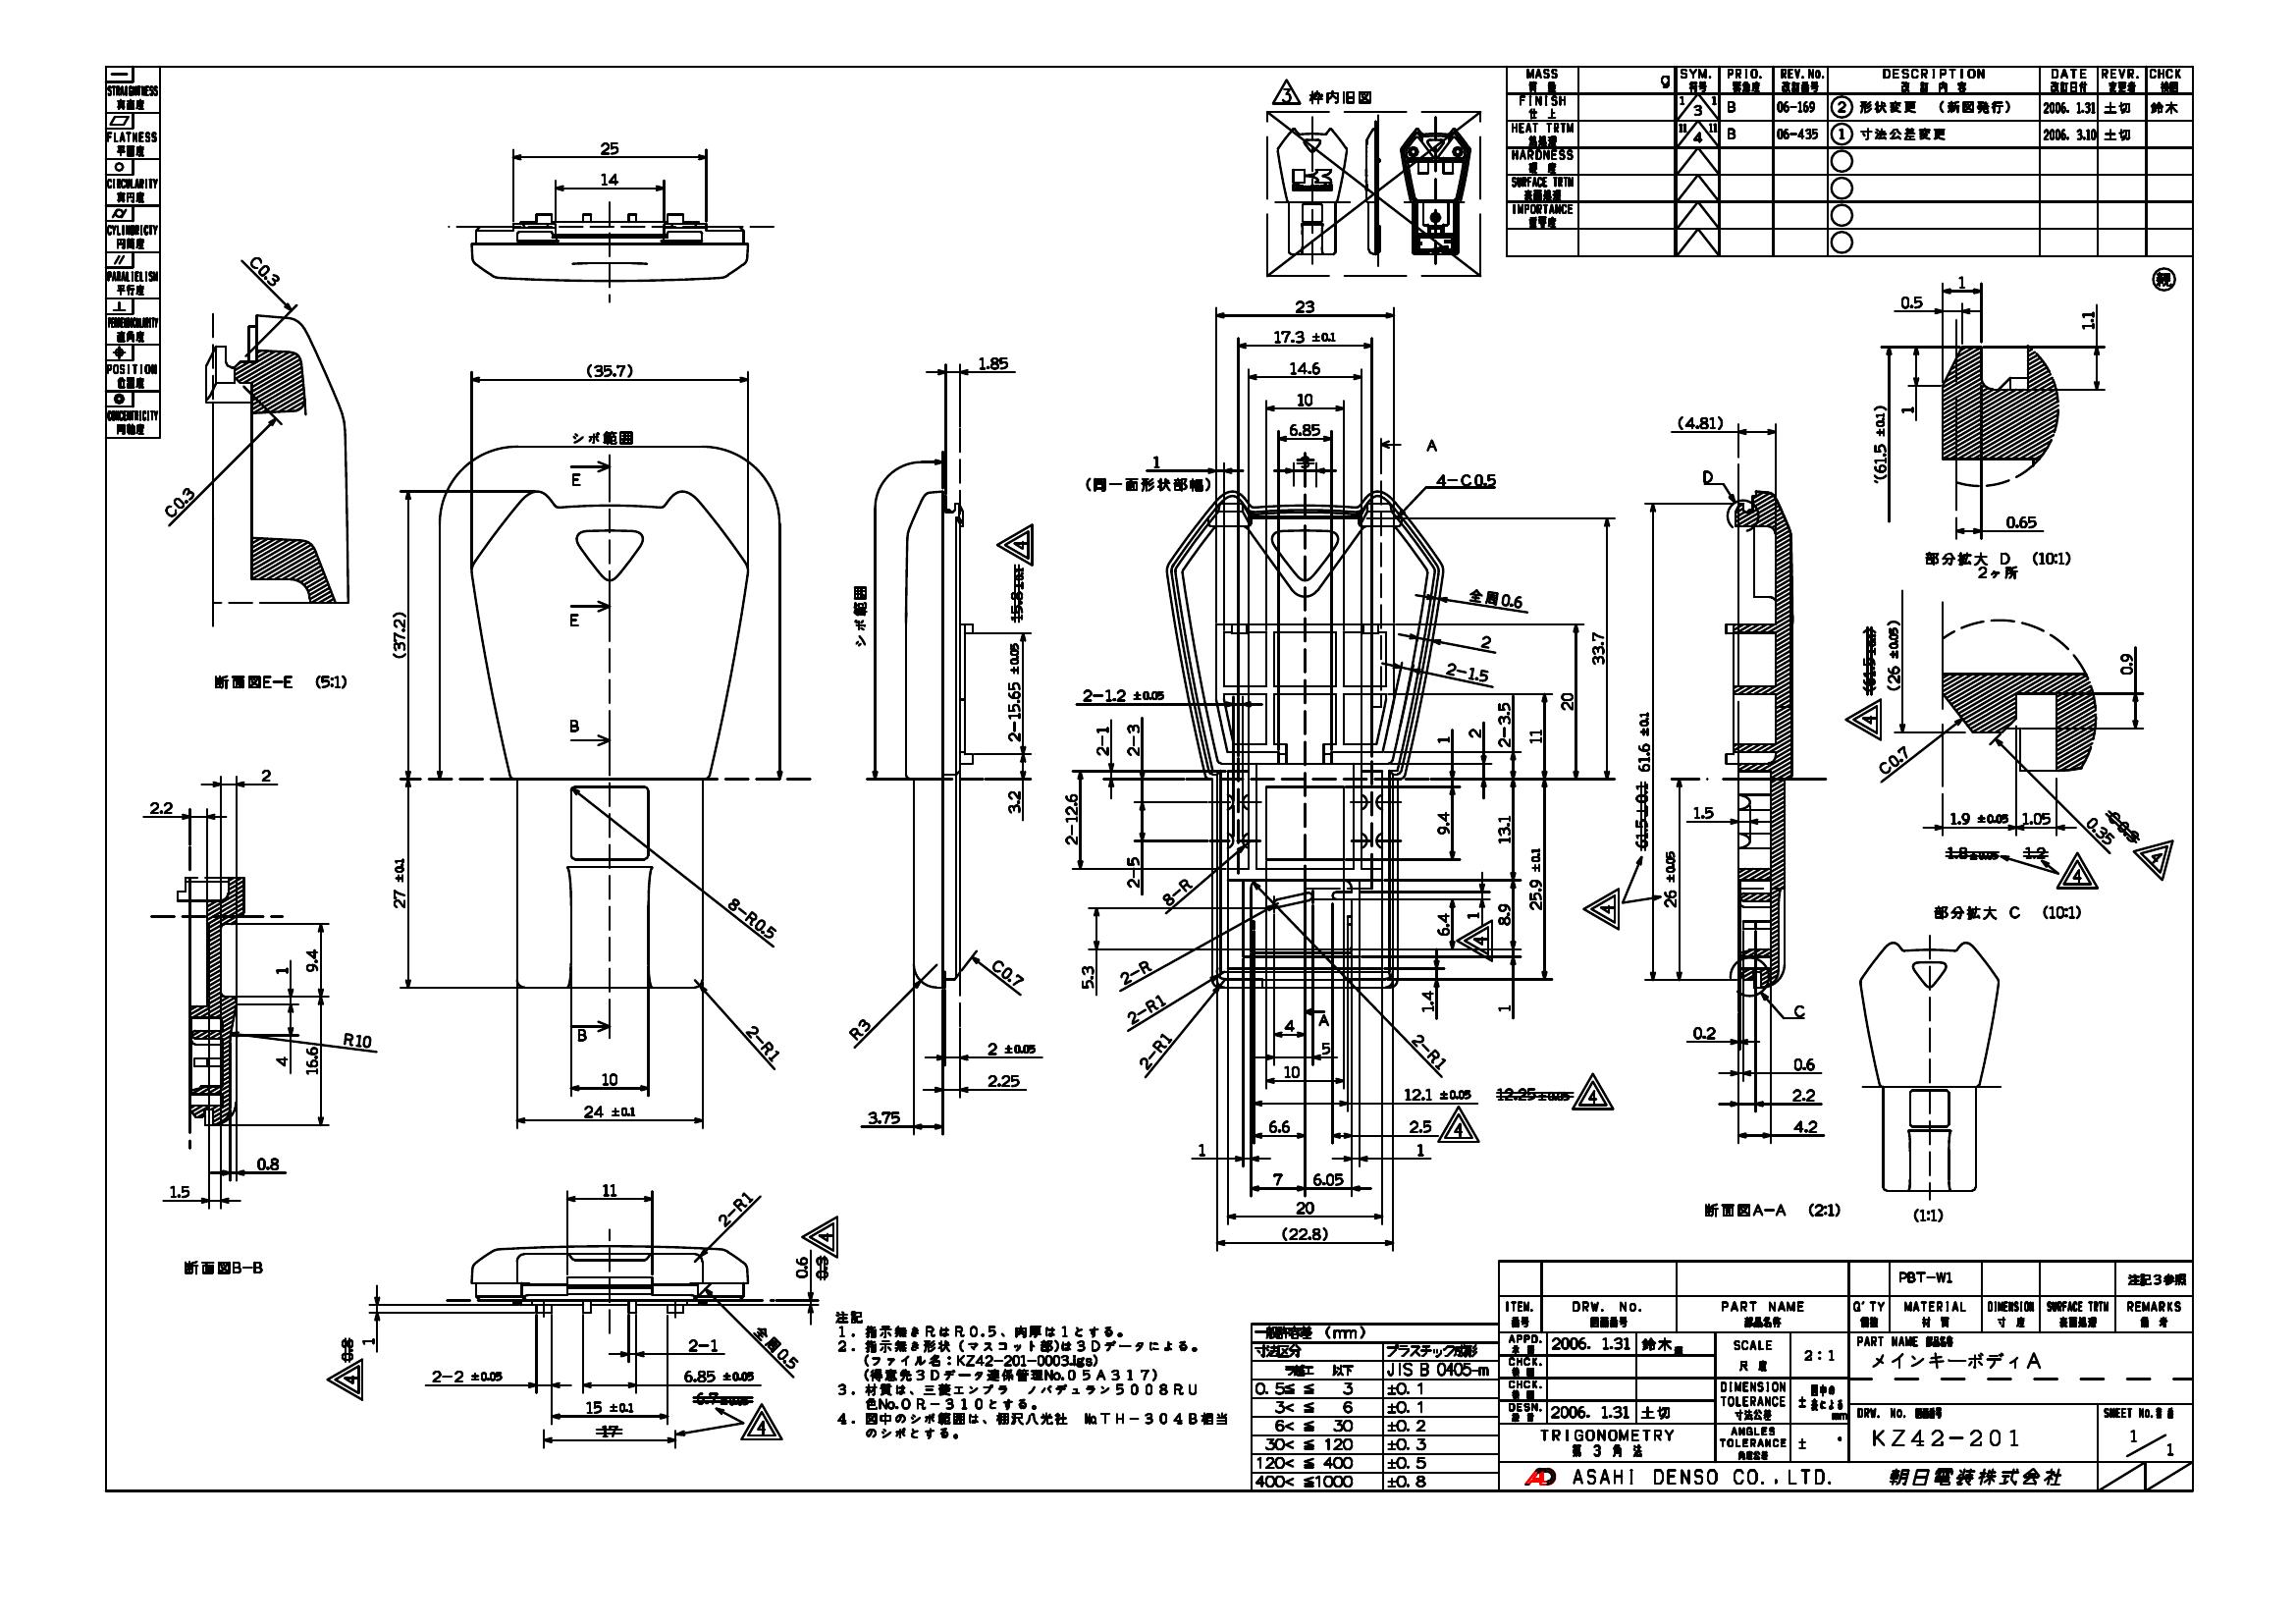 STRAIGHTNESS
真直度
FLATNESS
平面度
CIRCULARITY
真円度
CYLINDRICTY
円筒度
PARALIELISM
平行度
直角度
POSITION
位置度
CONCENTRICITY
同軸度
25
14
C0.3
C0.3
断面図E-E (5:1)
3 枠内旧図
MASS 質量 g
FINISH 仕上
HEAT TRTM 熱処理
HARDNESS 硬度
SURFACE TRTM 表面処理
IMPORTANCE 重要度
SYM. 符号 PRIO. 重要度 REV. No. 改訂番号 DESCRIPTION 改訂内容 DATE 改訂日付 REVR. 変更者 CHCK 検図
1 3 1 B 06-169 2 形状変更 (新図発行) 2006. 1.31 土切 鈴木
11 4 11 B 06-435 1 寸法公差変更 2006. 3.10 土切
親
(35.7)
シボ範囲
E
E
(37.2)
B
27 ±0.1
8-R0.5
B
2-R1
10
24 ±0.1
1.85
シボ範囲
4
15.8±0.1
2-15.65 ±0.05
3.2
C0.7
R3
2 ±0.05
2.25
3.75
23
17.3 ±0.1
14.6
10
6.85
3
1
(同一面形状部幅)
A
4-C0.5
全周0.6
2
2-1.5
33.7
20
2-1.2 ±0.05
2-1
2-3
2-12.6
2-15
1
2
2-3.5
11
9.4
13.1
25.9 ±0.1
8-R
6.4
1
8.9
4
5.3
2-R
2-R1
2-R1
1.4
1
4
A
5
2-R1
10
12.1 ±0.05
12.25±0.05
4
6.6
2.5
4
1
1
7
6.05
20
(22.8)
(4.81)
D
61.5±0.1 61.6 ±0.1
1.5
26 ±0.05
4
C
0.2
0.6
2.2
4.2
断面図A-A (2:1)
0.5
1
1.1
(61.5 ±0.1)
1
0.65
部分拡大 D (10:1)
2ヶ所
(26 ±0.05)
0.9
4
C0.7
1.9 ±0.05
1.05
0.35
C0.3
4
1.8±0.05
1.2
4
部分拡大 C (10:1)
(1:1)
2
2.2
9.4
1
4
16.6
R10
0.8
1.5
断面図B-B
11
2-R1
4
0.6
0.3
0.8
1
4
全周0.5
2-1
2-2 ±0.05
6.85 ±0.05
6.7±0.05
15 ±0.1
17
4
注記
1. 指示無きRはR0.5、肉厚は1とする。
2. 指示無き形状(マスコット部)は3Dデータによる。
(ファイル名:KZ42-201-0003.igs)
(得意先3Dデータ連係管理No.05A317)
3. 材質は、三菱エンプラ ノバデュラン5008RU
色No.OR-310とする。
4. 図中のシボ範囲は、棚沢八光社 No.TH-304B相当
のシボとする。
一般許容差 (mm)
寸法区分 プラスチック成形
を越え 以下 JIS B 0405-m
0.5≦ ≦ 3 ±0.1
3< ≦ 6 ±0.1
6< ≦ 30 ±0.2
30< ≦ 120 ±0.3
120< ≦ 400 ±0.5
400< ≦1000 ±0.8
PBT-W1 注記3参照
ITEM. 番号 DRW. No. 図面番号 PART NAME 部品名称 Q'TY 個数 MATERIAL 材質 DIMENSION 寸度 SURFACE TRTM 表面処理 REMARKS 備考
APPD. 承認 2006. 1.31 鈴木
CHCK. 検図
CHCK. 検図
DESN. 設計 2006. 1.31 土切
SCALE 尺度 2:1
DIMENSION TOLERANCE 寸法公差 ± 図中の表による mm
ANGLES TOLERANCE 角度公差 ± °
TRIGONOMETRY
第3角法
PART NAME 部品名称
メインキーボディA
DRW. No. 図面番号
KZ42-201
SHEET No.
1/1
AD ASAHI DENSO CO.,LTD. 朝日電装株式会社